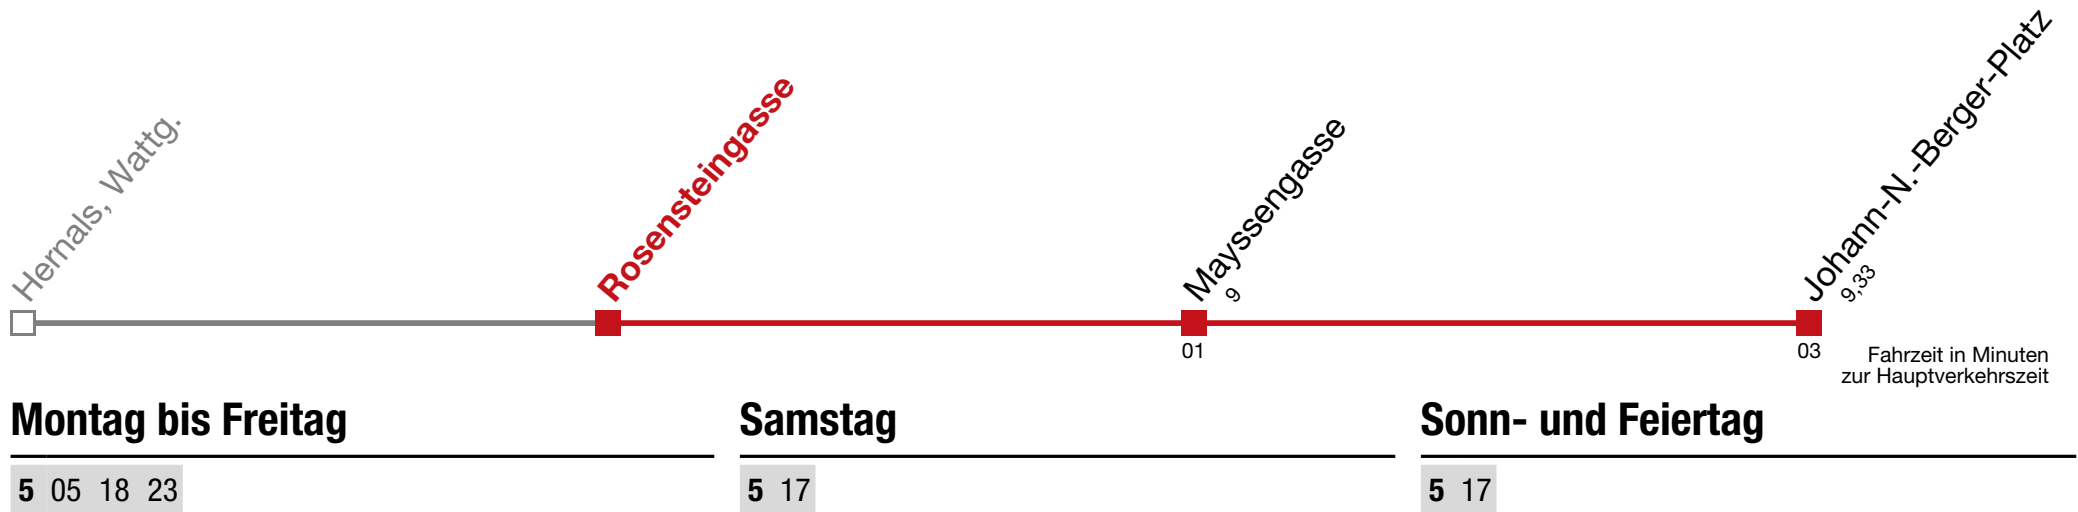 Hernals, Wattg.
Rosensteingasse
Mayssengasse
9
Johann-N.-Berger-Platz
9,33
01
03
Fahrzeit in Minuten
zur Hauptverkehrszeit
Montag bis Freitag
5 05 18 23
Samstag
5 17
Sonn- und Feiertag
5 17